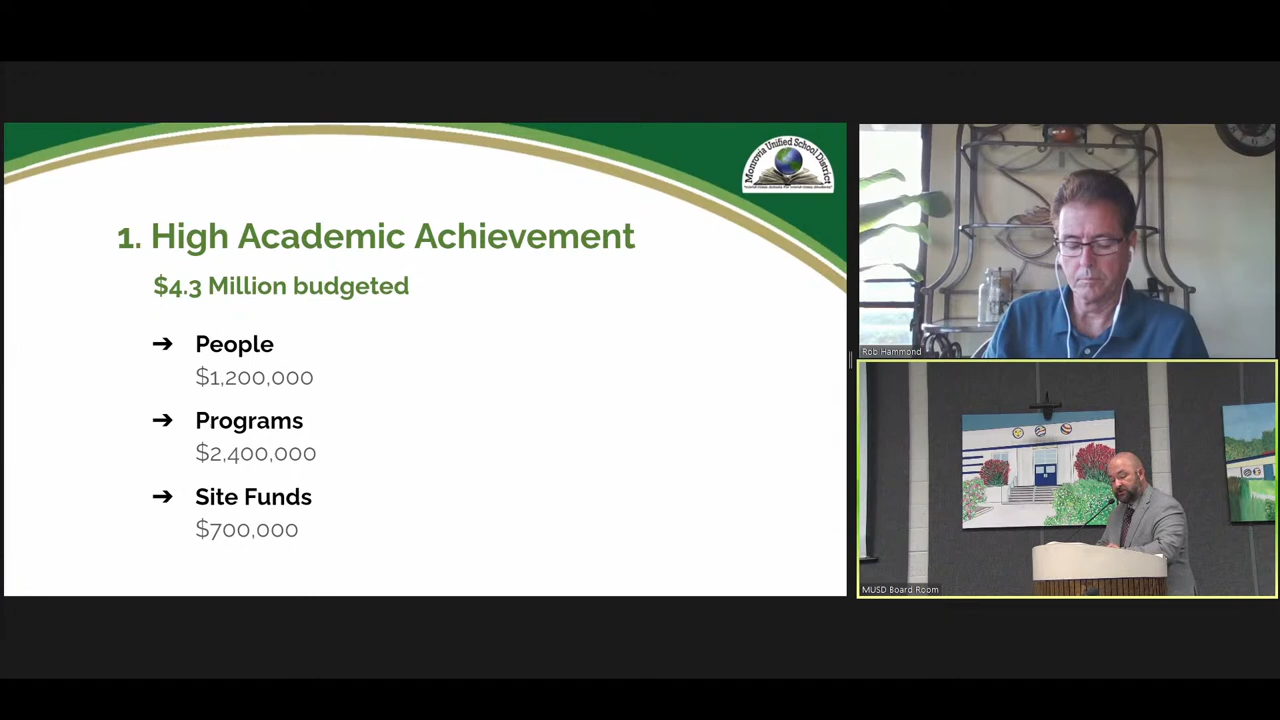 Monrovia Unified School District
1. High Academic Achievement
$4.3 Million budgeted
➔ People
$1,200,000
➔ Programs
$2,400,000
➔ Site Funds
$700,000
Rob Hammond
MUSD Board Room